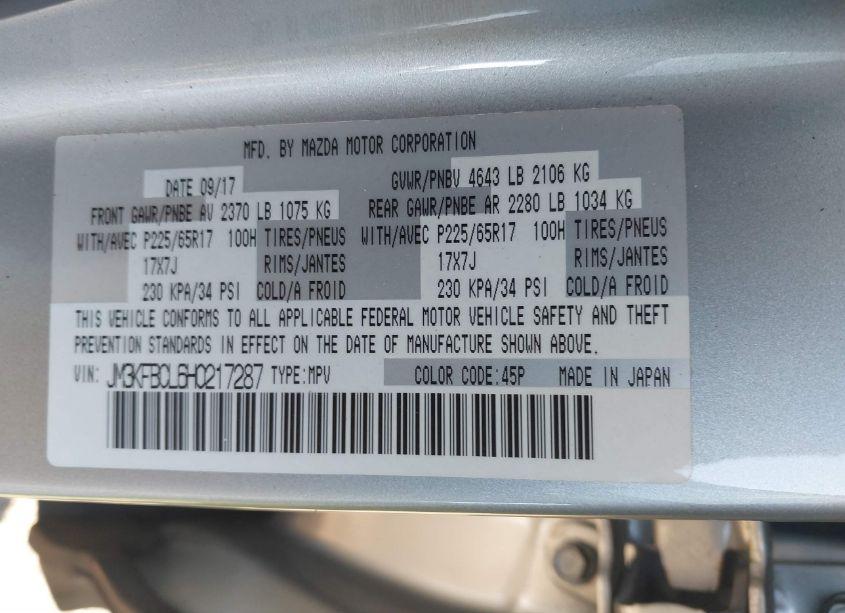 MFD. BY MAZDA MOTOR CORPORATION
DATE 09/17 GVWR/PNBV 4643 LB 2106 KG
FRONT GAWR/PNBE AV 2370 LB 1075 KG REAR GAWR/PNBE AR 2280 LB 1034 KG
WITH/AVEC P225/65R17 100H TIRES/PNEUS WITH/AVEC P225/65R17 100H TIRES/PNEUS
17X7J RIMS/JANTES 17X7J RIMS/JANTES
230 KPA/34 PSI COLD/A FROID 230 KPA/34 PSI COLD/A FROID
THIS VEHICLE CONFORMS TO ALL APPLICABLE FEDERAL MOTOR VEHICLE SAFETY AND THEFT
PREVENTION STANDARDS IN EFFECT ON THE DATE OF MANUFACTURE SHOWN ABOVE.
VIN: JM3KFBCL6H0217287 TYPE:MPV COLOR CODE:45P MADE IN JAPAN